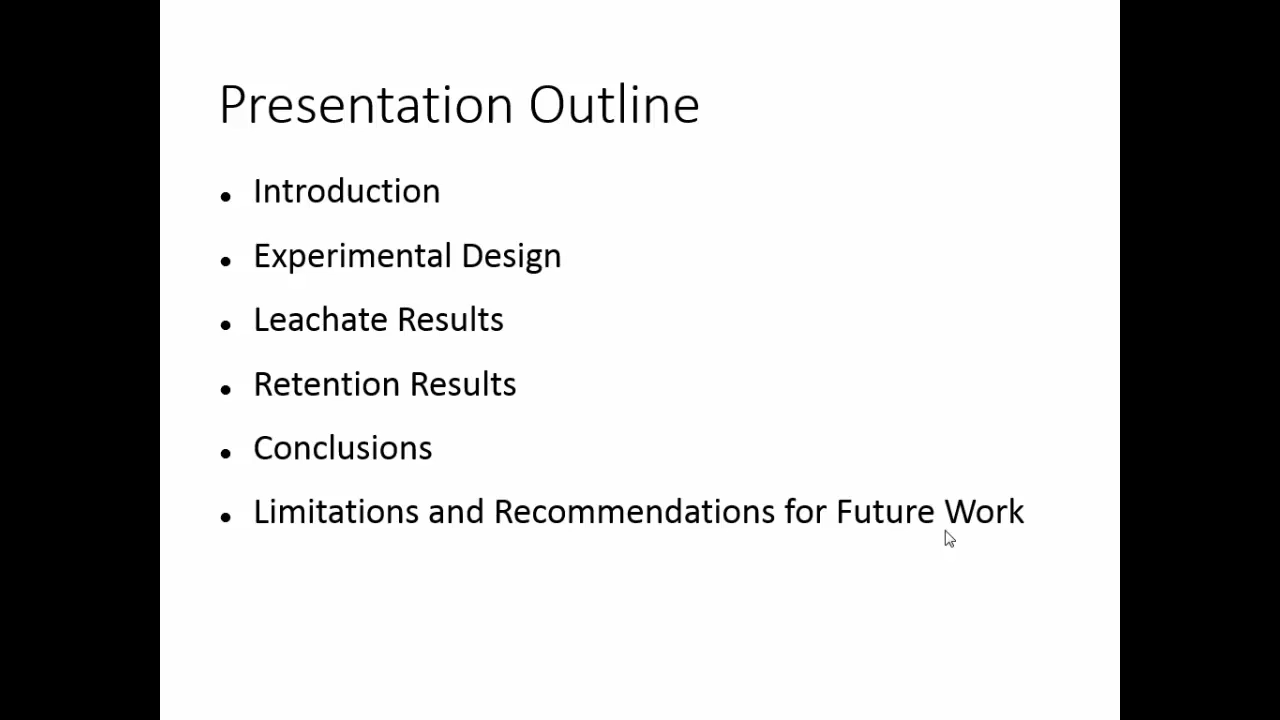 Presentation Outline
• Introduction
• Experimental Design
• Leachate Results
• Retention Results
• Conclusions
• Limitations and Recommendations for Future Work